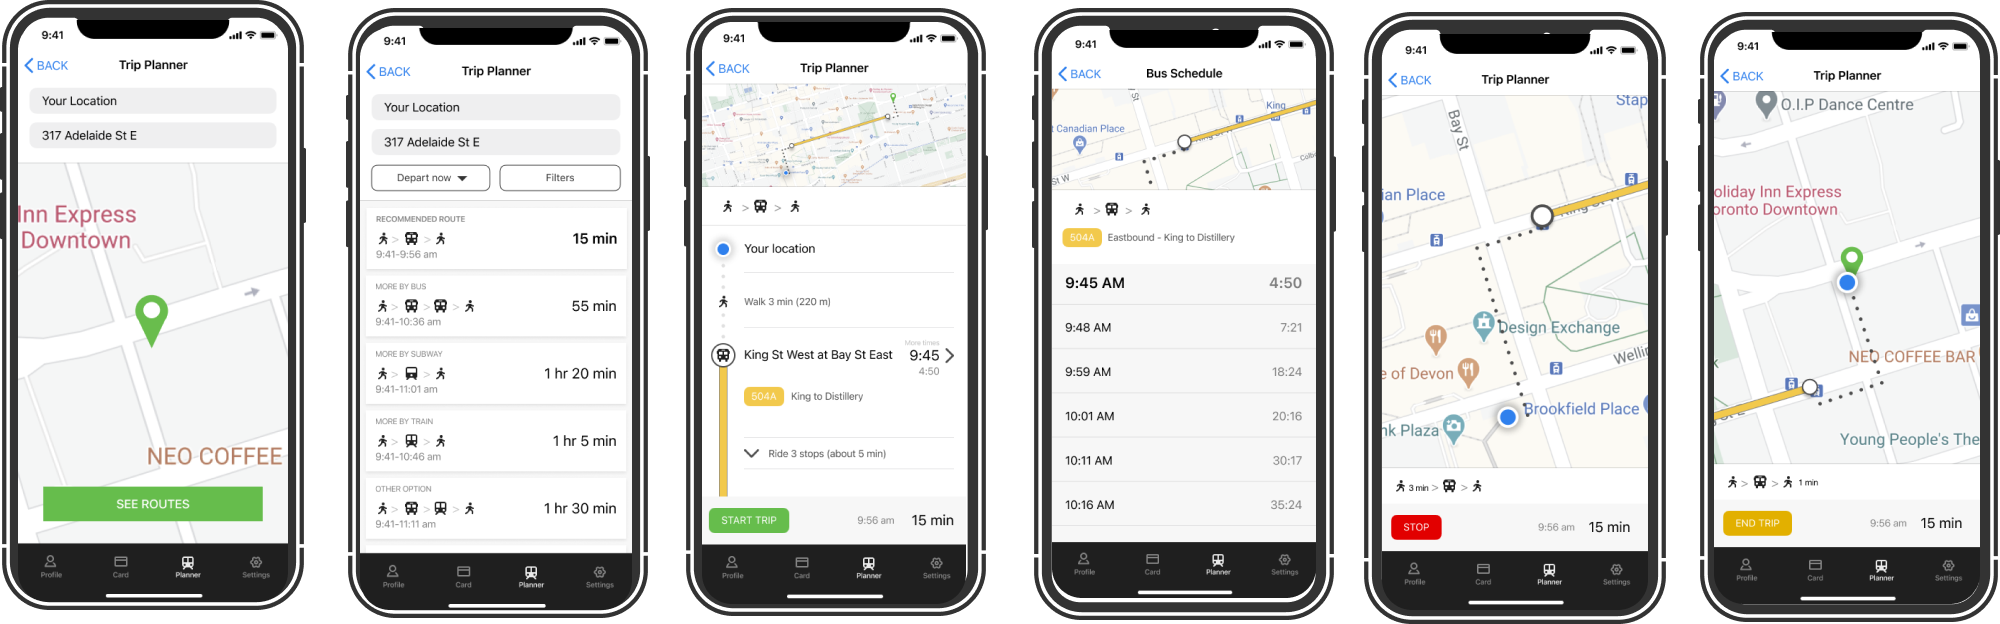 9:41
BACK
Trip Planner
Your Location
317 Adelaide St E
Inn Express
Downtown
NEO COFFEE
SEE ROUTES
Profile
Card
Planner
Settings
9:41
BACK
Trip Planner
Your Location
317 Adelaide St E
Depart now
Filters
RECOMMENDED ROUTE
> >
15 min
9:41-9:56 am
MORE BY BUS
> > >
55 min
9:41-10:36 am
MORE BY SUBWAY
> >
1 hr 20 min
9:41-11:01 am
MORE BY TRAIN
> >
1 hr 5 min
9:41-10:46 am
OTHER OPTION
> > >
1 hr 30 min
9:41-11:11 am
Profile
Card
Planner
Settings
9:41
BACK
Trip Planner
> >
Your location
Walk 3 min (220 m)
More times
King St West at Bay St East
9:45
4:50
504A
King to Distillery
Ride 3 stops (about 5 min)
START TRIP
9:56 am
15 min
Profile
Card
Planner
Settings
9:41
BACK
Bus Schedule
St
King
t Canadian Place
King St W
St W
> >
504A
Eastbound - King to Distillery
9:45 AM 4:50
9:48 AM 7:21
9:59 AM 18:24
10:01 AM 20:16
10:11 AM 30:17
10:16 AM 35:24
Profile
Card
Planner
Settings
9:41
BACK
Trip Planner
Stap
Bay St
ian Place
King St W
Design Exchange
Wellin
e of Devon
Brookfield Place
nk Plaza
3 min > >
STOP
9:56 am
15 min
Profile
Card
Planner
Settings
9:41
BACK
Trip Planner
O.I.P Dance Centre
oliday Inn Express
oronto Downtown
NEO COFFEE BAR
St E
Young People's The
> > 1 min
END TRIP
9:56 am
15 min
Profile
Card
Planner
Settings